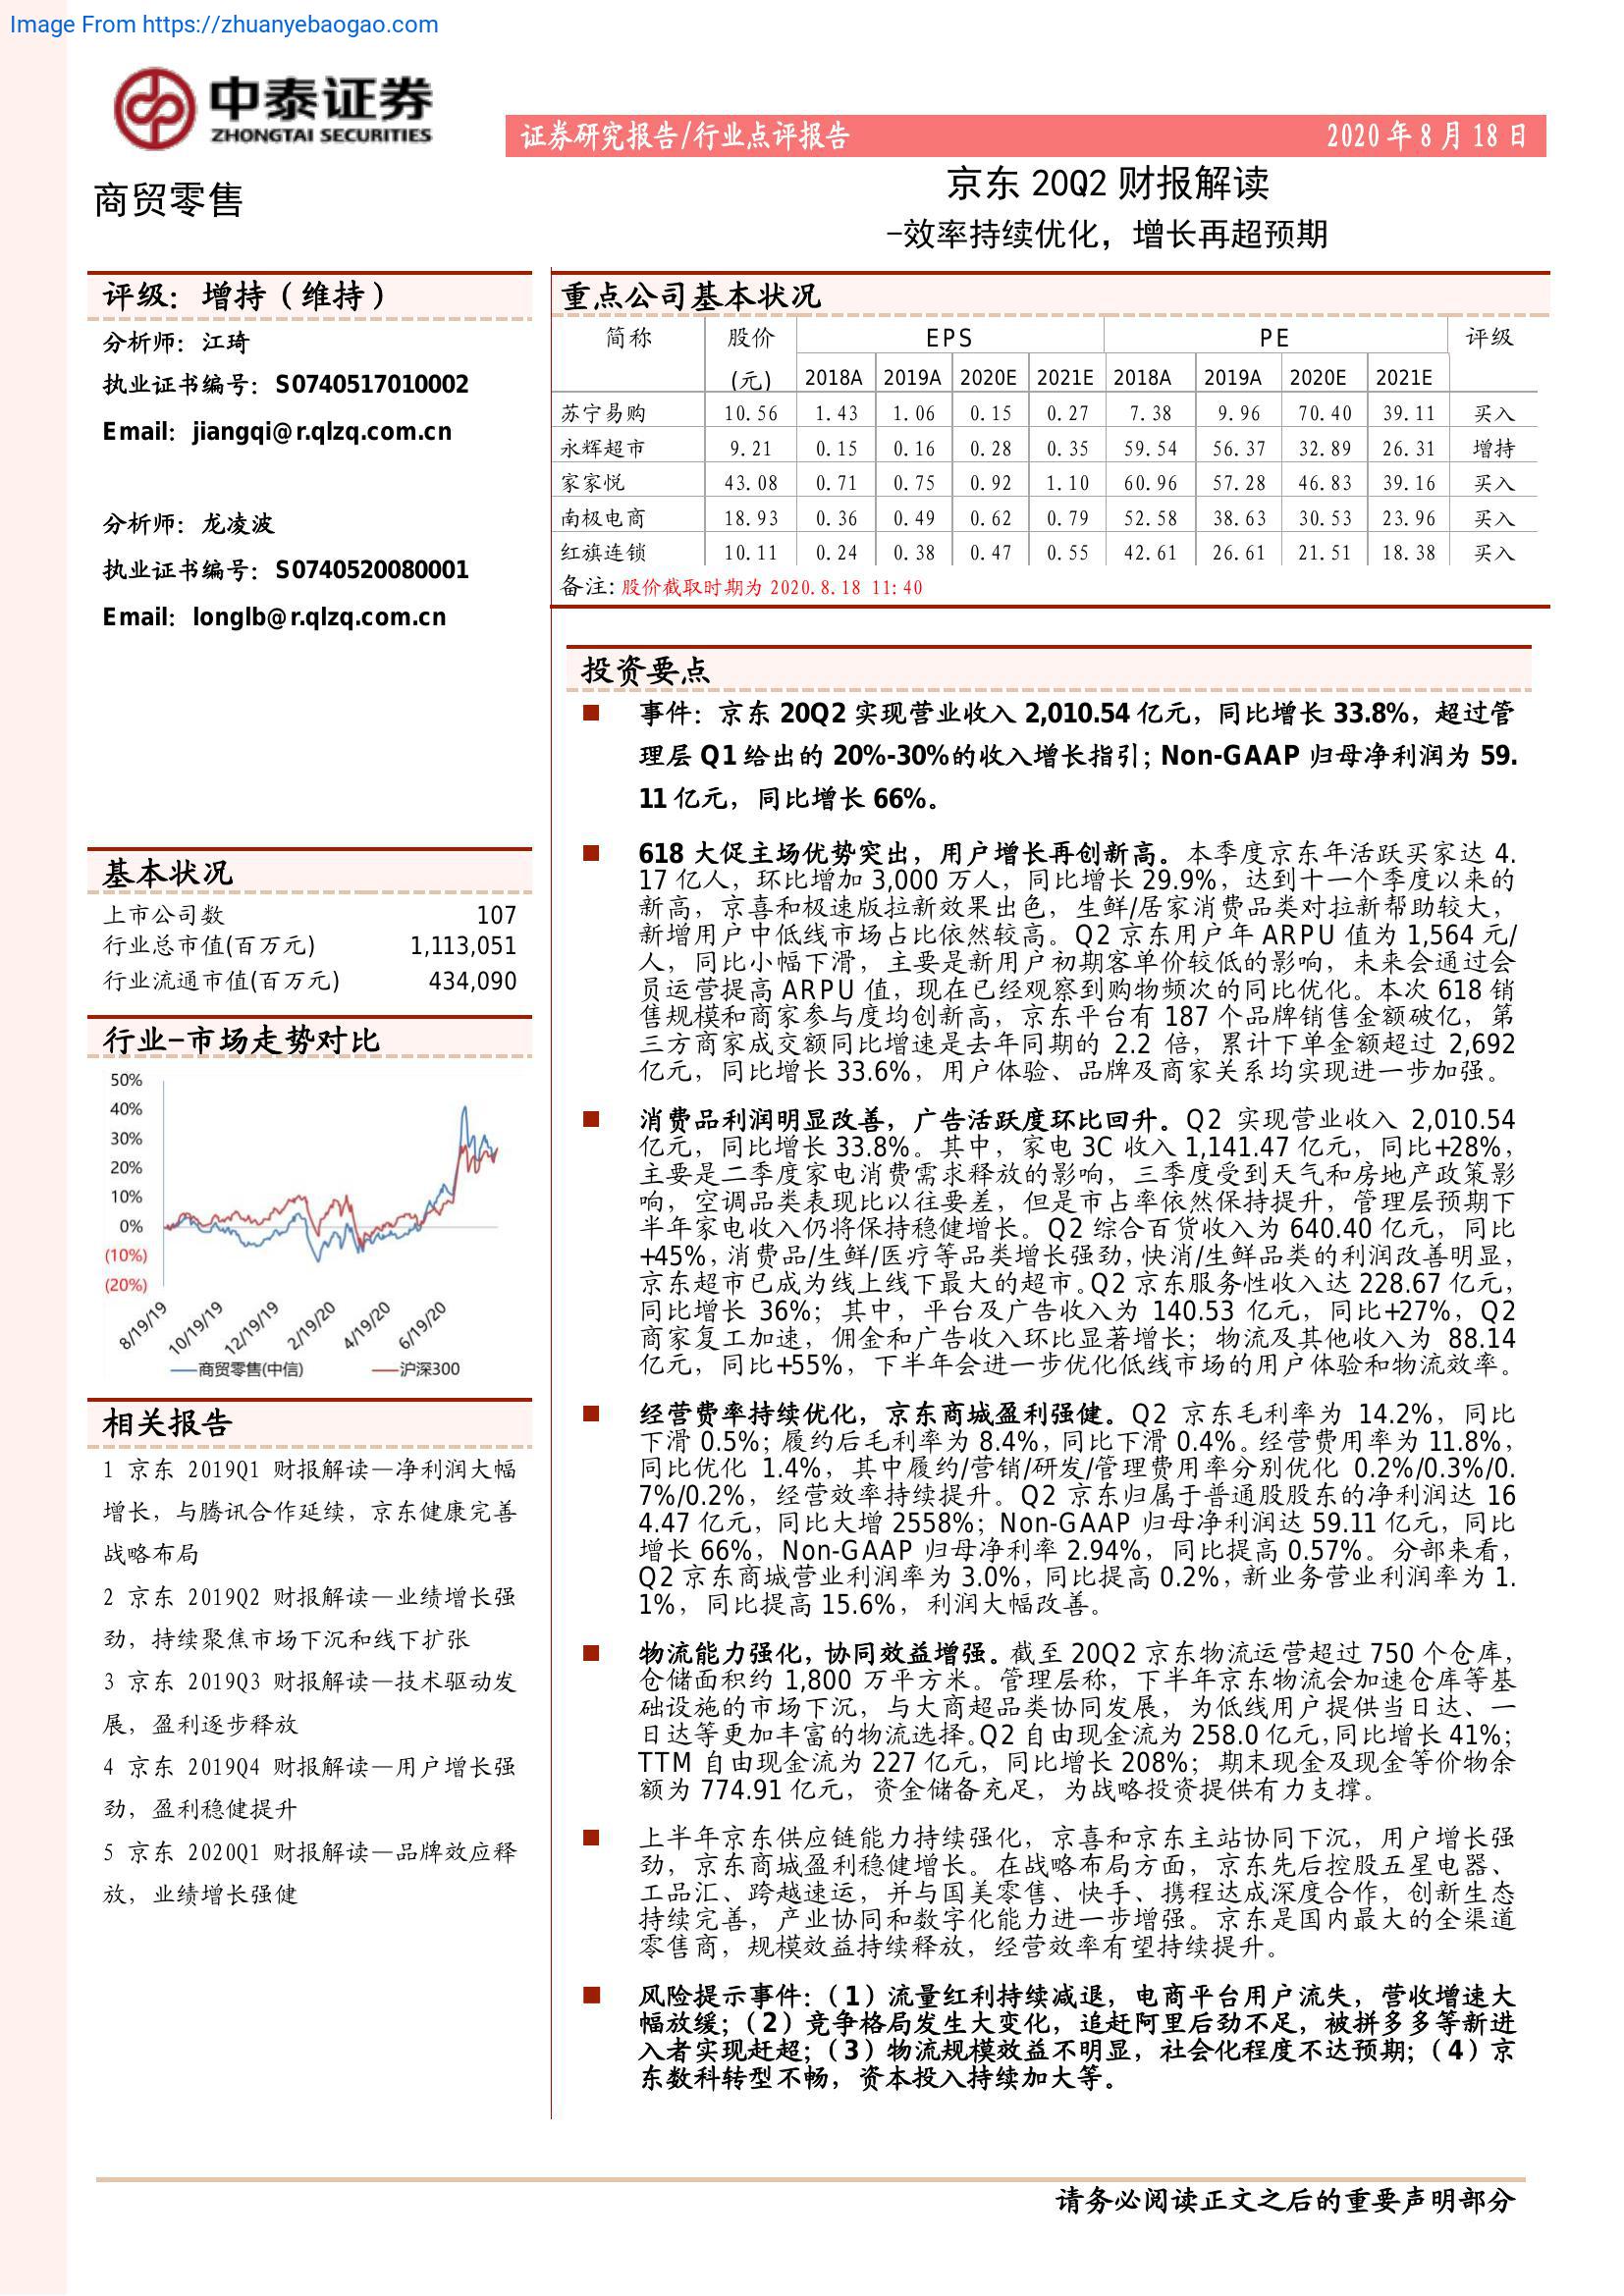 Image From https://zhuanyebaogao.com
中泰证券
ZHONGTAI SECURITIES
证券研究报告/行业点评报告
2020 年 8 月 18 日
商贸零售
京东 20Q2 财报解读
-效率持续优化，增长再超预期
评级：增持（维持）
分析师：江琦
执业证书编号：S0740517010002
Email：jiangqi@r.qlzq.com.cn
分析师：龙凌波
执业证书编号：S0740520080001
Email：longlb@r.qlzq.com.cn
基本状况
上市公司数 107
行业总市值(百万元) 1,113,051
行业流通市值(百万元) 434,090
行业-市场走势对比
50%
40%
30%
20%
10%
0%
(10%)
(20%)
8/19/19 10/19/19 12/19/19 2/19/20 4/19/20 6/19/20
商贸零售(中信) 沪深300
相关报告
1 京东 2019Q1 财报解读—净利润大幅
增长，与腾讯合作延续，京东健康完善
战略布局
2 京东 2019Q2 财报解读—业绩增长强
劲，持续聚焦市场下沉和线下扩张
3 京东 2019Q3 财报解读—技术驱动发
展，盈利逐步释放
4 京东 2019Q4 财报解读—用户增长强
劲，盈利稳健提升
5 京东 2020Q1 财报解读—品牌效应释
放，业绩增长强健
重点公司基本状况
简称 股价 EPS PE 评级
(元) 2018A 2019A 2020E 2021E 2018A 2019A 2020E 2021E
苏宁易购 10.56 1.43 1.06 0.15 0.27 7.38 9.96 70.40 39.11 买入
永辉超市 9.21 0.15 0.16 0.28 0.35 59.54 56.37 32.89 26.31 增持
家家悦 43.08 0.71 0.75 0.92 1.10 60.96 57.28 46.83 39.16 买入
南极电商 18.93 0.36 0.49 0.62 0.79 52.58 38.63 30.53 23.96 买入
红旗连锁 10.11 0.24 0.38 0.47 0.55 42.61 26.61 21.51 18.38 买入
备注：股价截取时期为 2020.8.18 11:40
投资要点
事件：京东 20Q2 实现营业收入 2,010.54 亿元，同比增长 33.8%，超过管
理层 Q1 给出的 20%-30%的收入增长指引；Non-GAAP 归母净利润为 59.
11 亿元，同比增长 66%。
618 大促主场优势突出，用户增长再创新高。本季度京东年活跃买家达 4.
17 亿人，环比增加 3,000 万人，同比增长 29.9%，达到十一个季度以来的
新高，京喜和极速版拉新效果出色，生鲜/居家消费品类对拉新帮助较大，
新增用户中低线市场占比依然较高。Q2 京东用户年 ARPU 值为 1,564 元/
人，同比小幅下滑，主要是新用户初期客单价较低的影响，未来会通过会
员运营提高 ARPU 值，现在已经观察到购物频次的同比优化。本次 618 销
售规模和商家参与度均创新高，京东平台有 187 个品牌销售金额破亿，第
三方商家成交额同比增速是去年同期的 2.2 倍，累计下单金额超过 2,692
亿元，同比增长 33.6%，用户体验、品牌及商家关系均实现进一步加强。
消费品利润明显改善，广告活跃度环比回升。Q2 实现营业收入 2,010.54
亿元，同比增长 33.8%。其中，家电 3C 收入 1,141.47 亿元，同比+28%，
主要是二季度家电消费需求释放的影响，三季度受到天气和房地产政策影
响，空调品类表现比以往要差，但是市占率依然保持提升，管理层预期下
半年家电收入仍将保持稳健增长。Q2 综合百货收入为 640.40 亿元，同比
+45%，消费品/生鲜/医疗等品类增长强劲，快消/生鲜品类的利润改善明显，
京东超市已成为线上线下最大的超市。Q2 京东服务性收入达 228.67 亿元，
同比增长 36%；其中，平台及广告收入为 140.53 亿元，同比+27%，Q2
商家复工加速，佣金和广告收入环比显著增长；物流及其他收入为 88.14
亿元，同比+55%，下半年会进一步优化低线市场的用户体验和物流效率。
经营费率持续优化，京东商城盈利强健。Q2 京东毛利率为 14.2%，同比
下滑 0.5%；履约后毛利率为 8.4%，同比下滑 0.4%。经营费用率为 11.8%，
同比优化 1.4%，其中履约/营销/研发/管理费用率分别优化 0.2%/0.3%/0.
7%/0.2%，经营效率持续提升。Q2 京东归属于普通股股东的净利润达 16
4.47 亿元，同比大增 2558%；Non-GAAP 归母净利润达 59.11 亿元，同比
增长 66%，Non-GAAP 归母净利率 2.94%，同比提高 0.57%。分部来看，
Q2 京东商城营业利润率为 3.0%，同比提高 0.2%，新业务营业利润率为 1.
1%，同比提高 15.6%，利润大幅改善。
物流能力强化，协同效益增强。截至 20Q2 京东物流运营超过 750 个仓库，
仓储面积约 1,800 万平方米。管理层称，下半年京东物流会加速仓库等基
础设施的市场下沉，与大商超品类协同发展，为低线用户提供当日达、一
日达等更加丰富的物流选择。Q2 自由现金流为 258.0 亿元，同比增长 41%；
TTM 自由现金流为 227 亿元，同比增长 208%；期末现金及现金等价物余
额为 774.91 亿元，资金储备充足，为战略投资提供有力支撑。
上半年京东供应链能力持续强化，京喜和京东主站协同下沉，用户增长强
劲，京东商城盈利稳健增长。在战略布局方面，京东先后控股五星电器、
工品汇、跨越速运，并与国美零售、快手、携程达成深度合作，创新生态
持续完善，产业协同和数字化能力进一步增强。京东是国内最大的全渠道
零售商，规模效益持续释放，经营效率有望持续提升。
风险提示事件：（1）流量红利持续减退，电商平台用户流失，营收增速大
幅放缓；（2）竞争格局发生大变化，追赶阿里后劲不足，被拼多多等新进
入者实现赶超；（3）物流规模效益不明显，社会化程度不达预期；（4）京
东数科转型不畅，资本投入持续加大等。
请务必阅读正文之后的重要声明部分